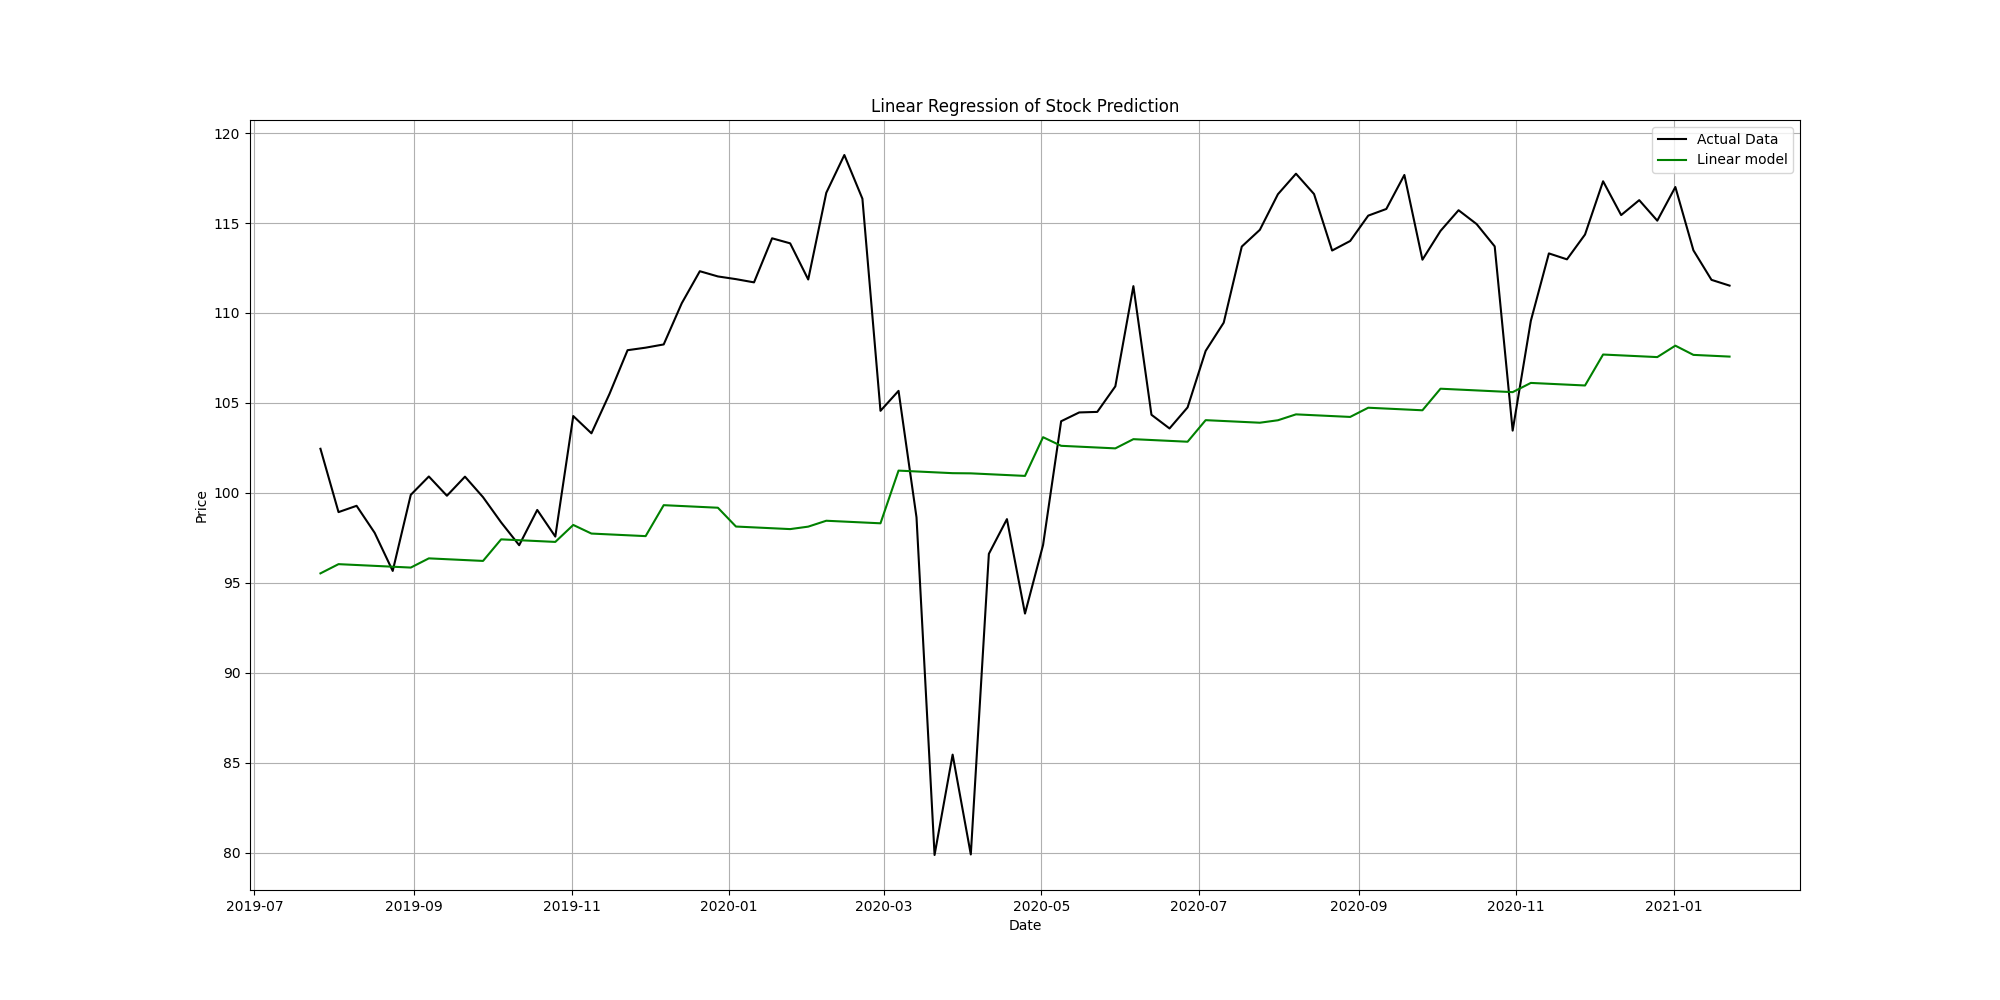 Linear Regression of Stock Prediction
Actual Data
Linear model
120
115
110
105
100
95
90
85
80
Price
2019-07 2019-09 2019-11 2020-01 2020-03 2020-05 2020-07 2020-09 2020-11 2021-01
Date